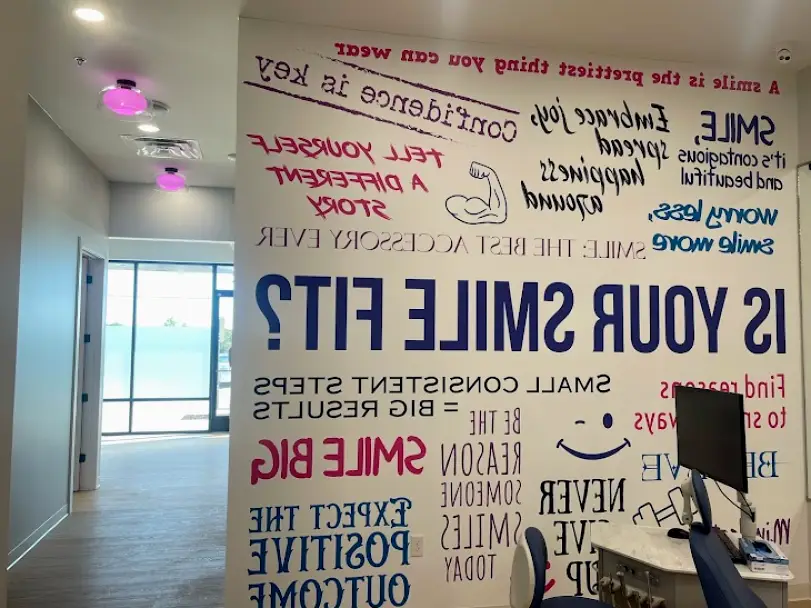 A smile is the prettiest thing you can wear
Confidence is key
Embrace joy,
spread
happiness
around
SMILE,
it's contagious
and beautiful
TELL YOURSELF
A DIFFERENT
STORY
worry less,
smile more
SMILE: THE BEST ACCESSORY EVER
IS YOUR SMILE FIT?
Find reasons
to
SMALL CONSISTENT STEPS
= BIG RESULTS
SMILE BIG
BE THE
REASON
SOMEONE
SMILES
TODAY
NEVER
EXPECT THE
POSITIVE
OUTCOME